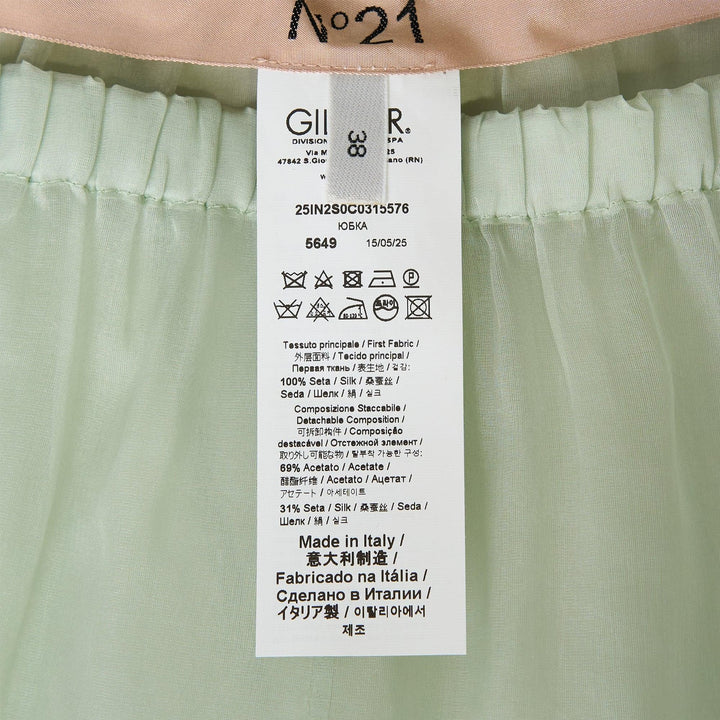 N°21
38
DIVISION SPA
Via M 25
47842 S.Giov ano (RN)
25IN2S0C0315576
ЮБКА
5649 15/05/25
Tessuto principale / First Fabric /
外层面料 / Tecido principal /
Первая ткань / 表生地 / 겉감:
100% Seta / Silk / 桑蚕丝 /
Seda / Шелк / 絹 / 실크
Composizione Staccabile /
Detachable Composition /
可拆卸构件 / Composição
destacável / Отстежной элемент /
取り外し可能な物 / 탈부착 가능한 구성:
69% Acetato / Acetate /
醋酯纤维 / Acetato / Ацетат /
アセテート / 아세테이트
31% Seta / Silk / 桑蚕丝 / Seda /
Шелк / 絹 / 실크
Made in Italy /
意大利制造 /
Fabricado na Itália /
Сделано в Италии /
イタリア製 / 이탈리아에서
제조